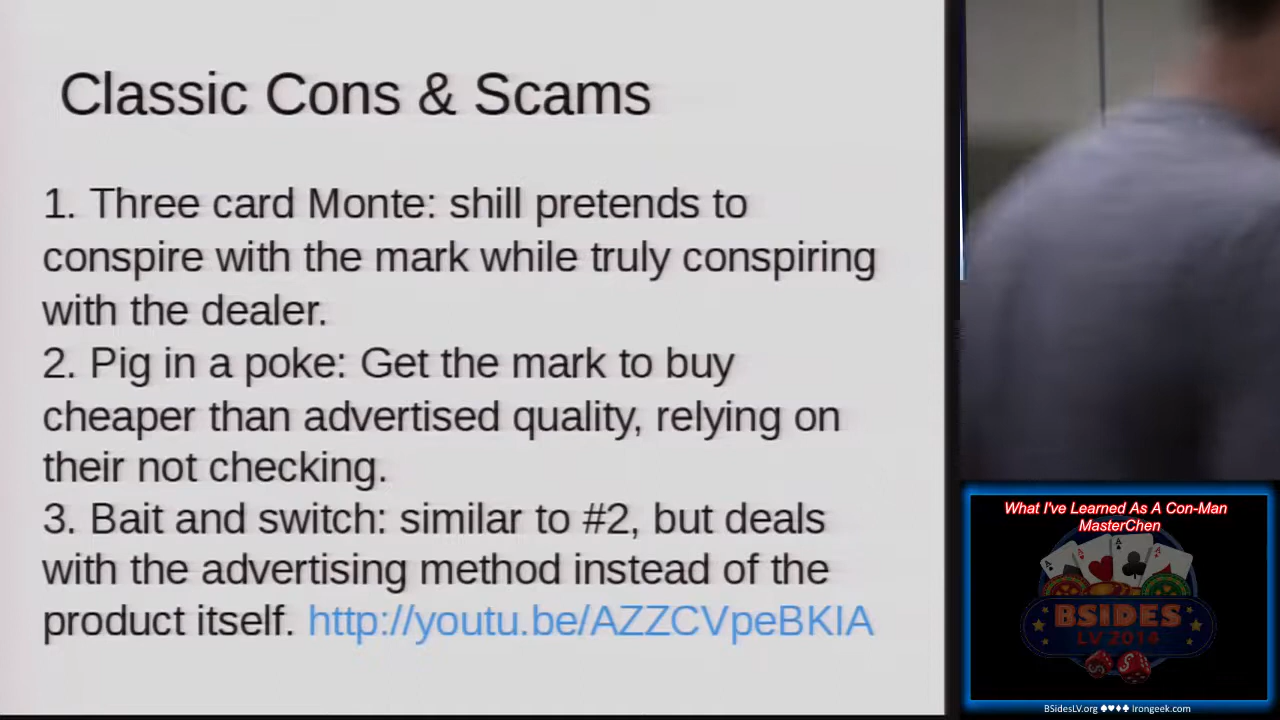 Classic Cons & Scams
1. Three card Monte: shill pretends to
conspire with the mark while truly conspiring
with the dealer.
2. Pig in a poke: Get the mark to buy
cheaper than advertised quality, relying on
their not checking.
3. Bait and switch: similar to #2, but deals
with the advertising method instead of the
product itself. http://youtu.be/AZZCVpeBKIA
What I've Learned As A Con-Man
MasterChen
BSIDES
LV 2014
BSidesLV.org ♠♥♦♣ Irongeek.com